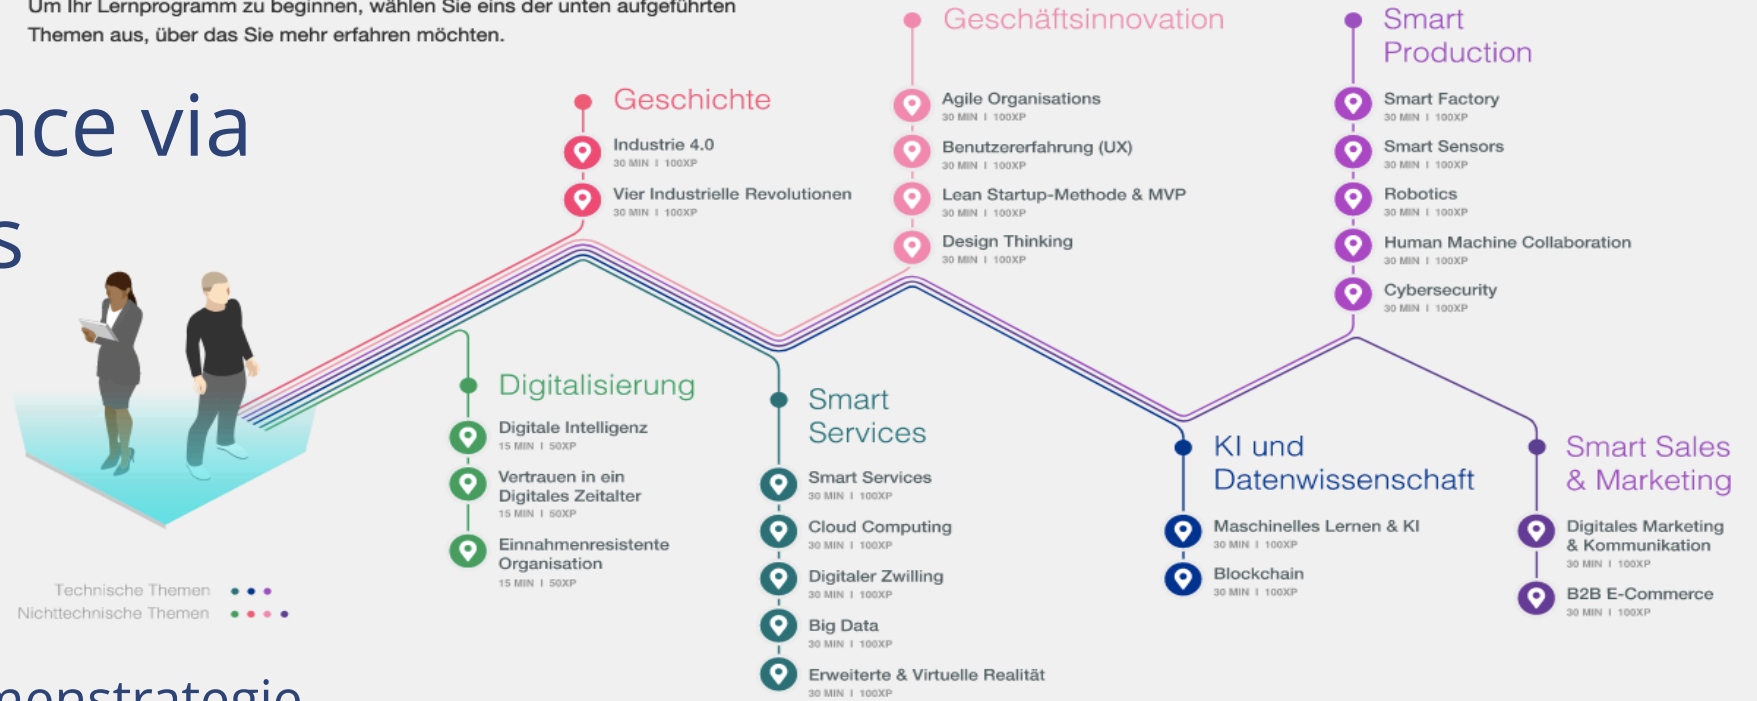 Um Ihr Lernprogramm zu beginnen, wählen Sie eins der unten aufgeführten
Themen aus, über das Sie mehr erfahren möchten.
nce via
s
Geschichte
Industrie 4.0
30 MIN I 100XP
Vier Industrielle Revolutionen
30 MIN I 100XP
Geschäftsinnovation
Agile Organisations
30 MIN I 100XP
Benutzererfahrung (UX)
30 MIN I 100XP
Lean Startup-Methode & MVP
30 MIN I 100XP
Design Thinking
30 MIN I 100XP
Smart
Production
Smart Factory
30 MIN I 100XP
Smart Sensors
30 MIN I 100XP
Robotics
30 MIN I 100XP
Human Machine Collaboration
30 MIN I 100XP
Cybersecurity
30 MIN I 100XP
Digitalisierung
Digitale Intelligenz
15 MIN I 50XP
Vertrauen in ein
Digitales Zeitalter
15 MIN I 50XP
Einnahmenresistente
Organisation
15 MIN I 50XP
Smart
Services
Smart Services
30 MIN I 100XP
Cloud Computing
30 MIN I 100XP
Digitaler Zwilling
30 MIN I 100XP
Big Data
30 MIN I 100XP
Erweiterte & Virtuelle Realität
30 MIN I 100XP
KI und
Datenwissenschaft
Maschinelles Lernen & KI
30 MIN I 100XP
Blockchain
30 MIN I 100XP
Smart Sales
& Marketing
Digitales Marketing
& Kommunikation
30 MIN I 100XP
B2B E-Commerce
30 MIN I 100XP
Technische Themen
Nichttechnische Themen
menstrategie